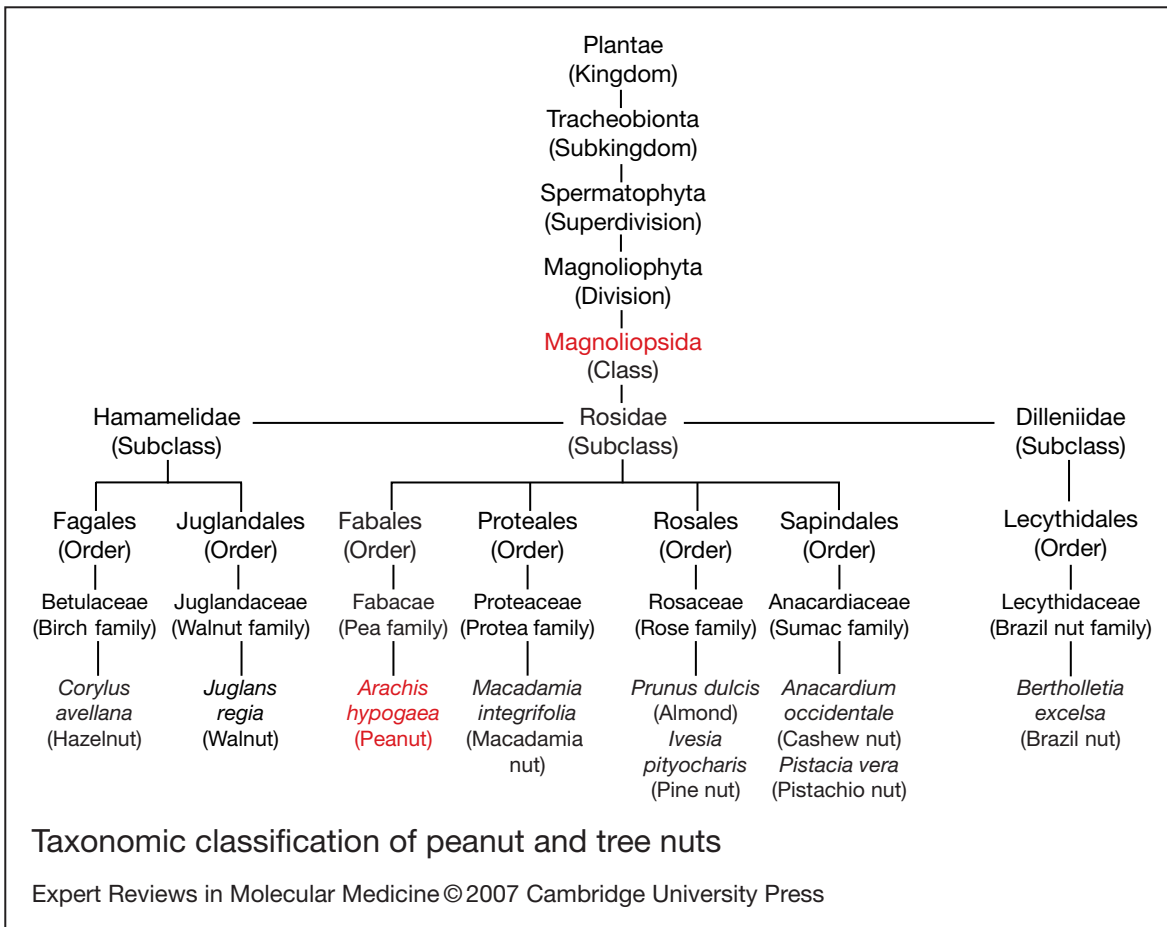 Plantae
(Kingdom)
Tracheobionta
(Subkingdom)
Spermatophyta
(Superdivision)
Magnoliophyta
(Division)
Magnoliopsida
(Class)
Hamamelidae
(Subclass)
Rosidae
(Subclass)
Dilleniidae
(Subclass)
Fagales
(Order)
Juglandales
(Order)
Fabales
(Order)
Proteales
(Order)
Rosales
(Order)
Sapindales
(Order)
Lecythidales
(Order)
Betulaceae
(Birch family)
Juglandaceae
(Walnut family)
Fabacae
(Pea family)
Proteaceae
(Protea family)
Rosaceae
(Rose family)
Anacardiaceae
(Sumac family)
Lecythidaceae
(Brazil nut family)
Corylus
avellana
(Hazelnut)
Juglans
regia
(Walnut)
Arachis
hypogaea
(Peanut)
Macadamia
integrifolia
(Macadamia
nut)
Prunus dulcis
(Almond)
Ivesia
pityocharis
(Pine nut)
Anacardium
occidentale
(Cashew nut)
Pistacia vera
(Pistachio nut)
Bertholletia
excelsa
(Brazil nut)
Taxonomic classification of peanut and tree nuts
Expert Reviews in Molecular Medicine © 2007 Cambridge University Press